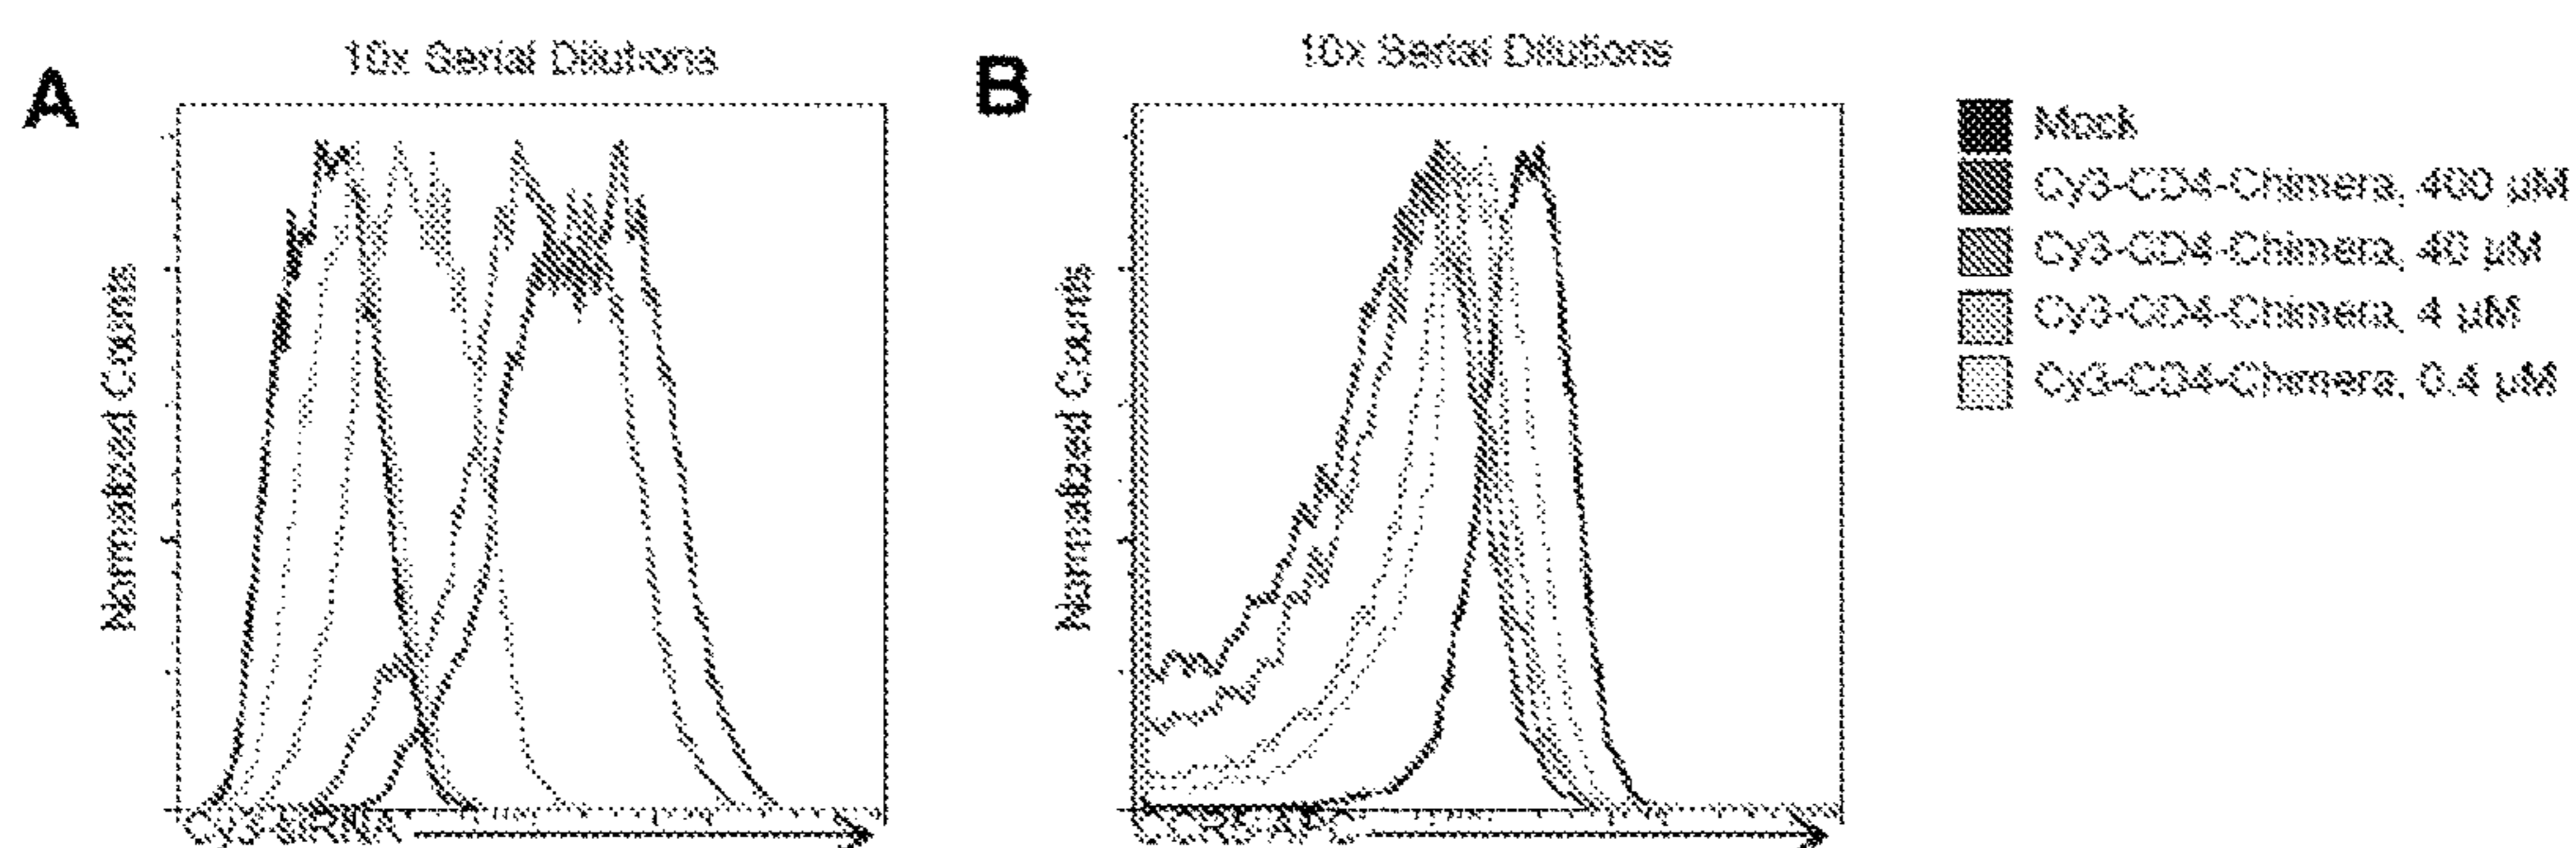 A
10x Serial Dilutions
Normalized Counts
Cy3-siRNA
B
10x Serial Dilutions
Normalized Counts
CCR5-APC
Mock
Cy3-CD4-Chimera, 400 µM
Cy3-CD4-Chimera, 40 µM
Cy3-CD4-Chimera, 4 µM
Cy3-CD4-Chimera, 0.4 µM